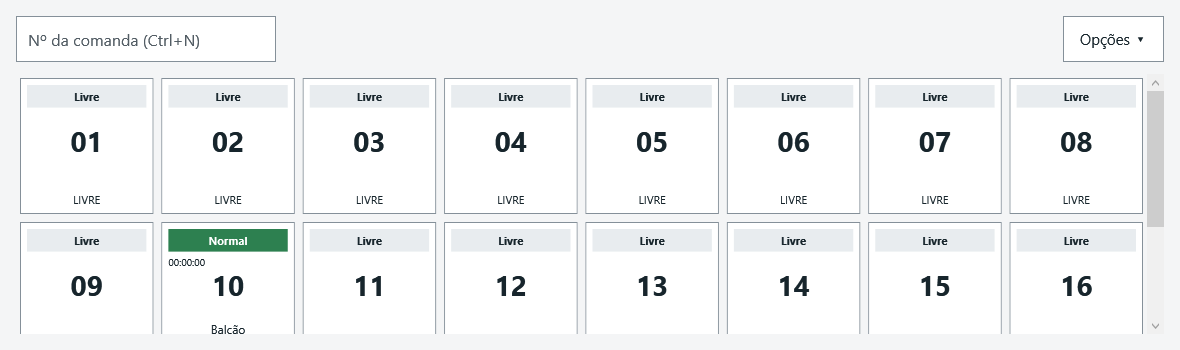 Nº da comanda (Ctrl+N)
Opções ▼
Livre Livre Livre Livre Livre Livre Livre Livre
01 02 03 04 05 06 07 08
LIVRE LIVRE LIVRE LIVRE LIVRE LIVRE LIVRE LIVRE
Livre Normal Livre Livre Livre Livre Livre Livre
00:00:00
09 10 11 12 13 14 15 16
Balcão